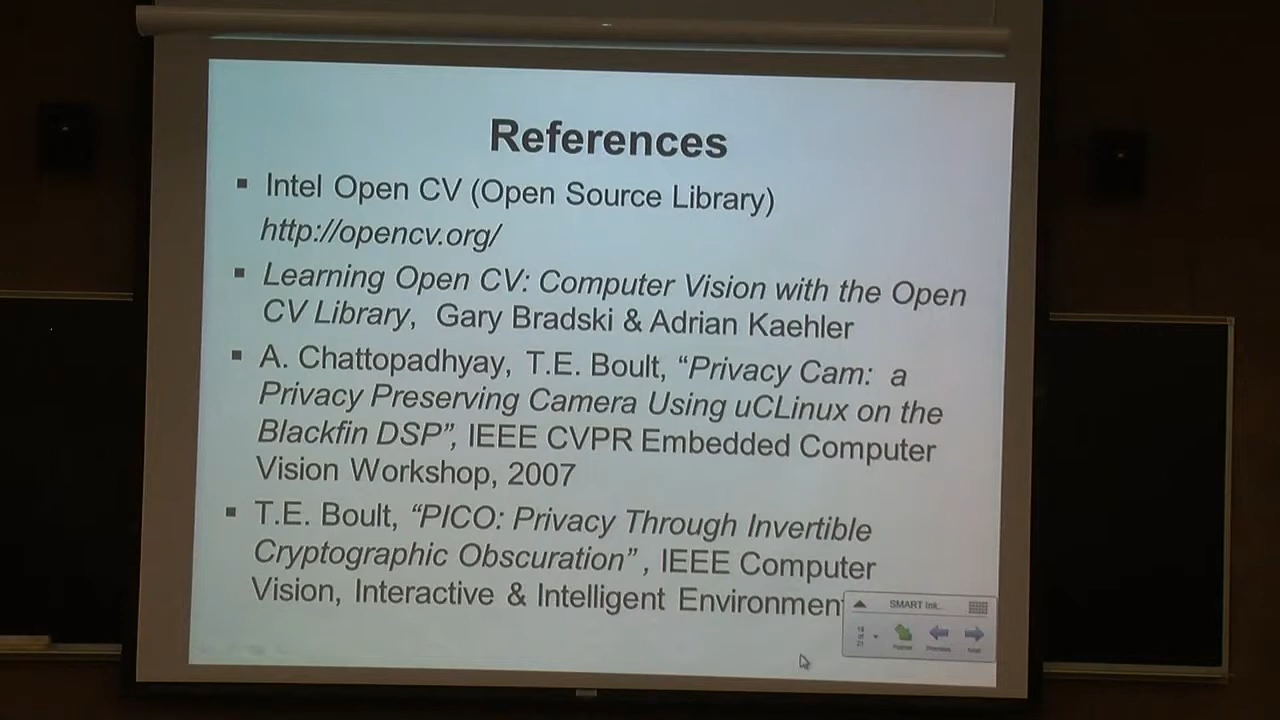 References
▪ Intel Open CV (Open Source Library)
http://opencv.org/
▪ Learning Open CV: Computer Vision with the Open
CV Library, Gary Bradski & Adrian Kaehler
▪ A. Chattopadhyay, T.E. Boult, “Privacy Cam: a
Privacy Preserving Camera Using uCLinux on the
Blackfin DSP”, IEEE CVPR Embedded Computer
Vision Workshop, 2007
▪ T.E. Boult, “PICO: Privacy Through Invertible
Cryptographic Obscuration” , IEEE Computer
Vision, Interactive & Intelligent Environmen
SMART Ink...
Previous
Next